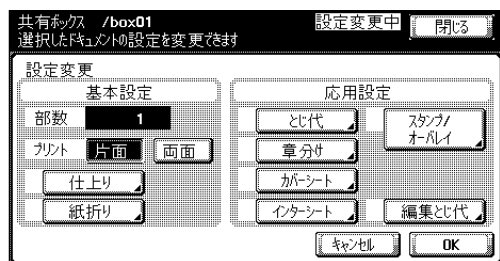 共有ボックス /box01 設定変更中 閉じる
選択したドキュメントの設定を変更できます
設定変更
基本設定 応用設定
部数 1 とじ代 スタンプ/
オーバレイ
プリント 片面 両面 章分け
仕上り カバーシート
紙折り インターシート 編集とじ代
キャンセル OK